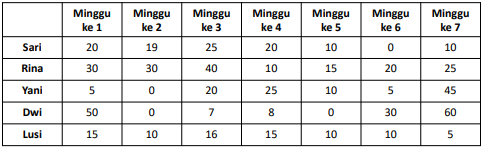 Minggu ke 1 Minggu ke 2 Minggu ke 3 Minggu ke 4 Minggu ke 5 Minggu ke 6 Minggu ke 7
Sari 20 19 25 20 10 0 10
Rina 30 30 40 10 15 20 25
Yani 5 0 20 25 10 5 45
Dwi 50 0 7 8 0 30 60
Lusi 15 10 16 15 10 10 5